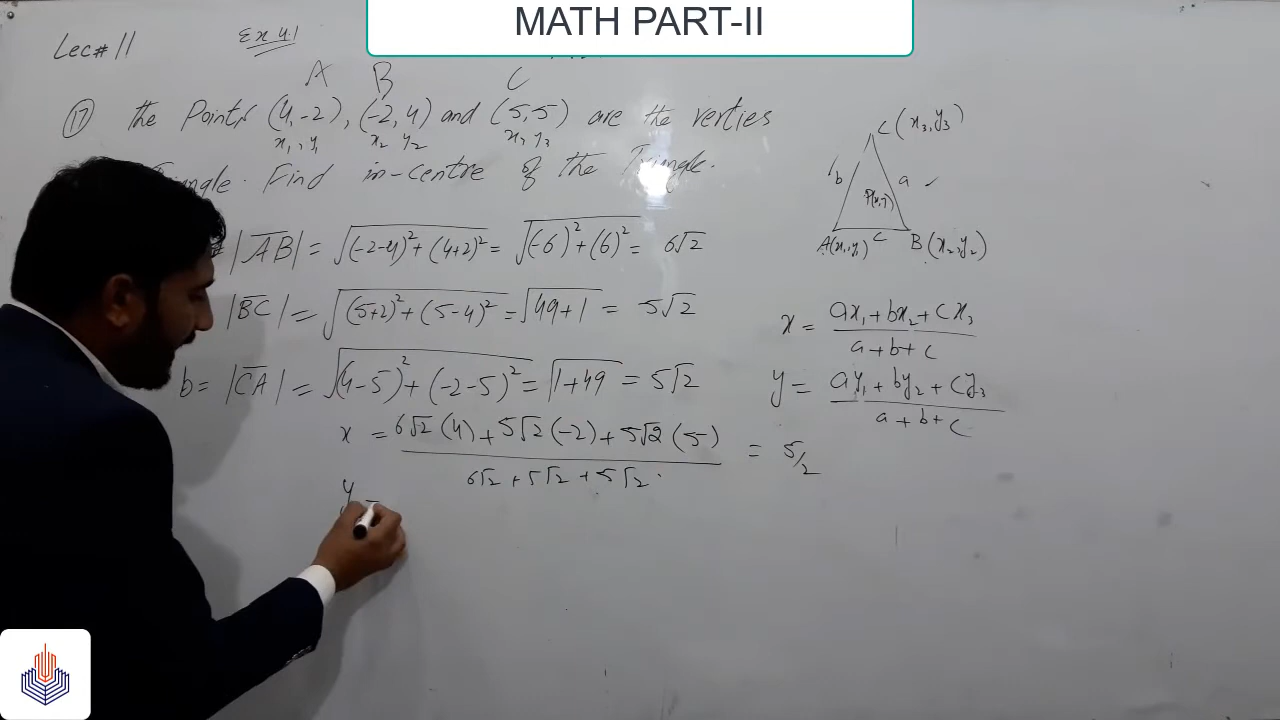 MATH PART-II
Lec# 11
Ex 4.1
A B C
(17) the Points (4,-2), (-2, 4) and (5,5) are the verties
x₁, y₁ x₂ y₂ x₃ y₃
Triangle. Find in-centre of the Triangle.
|AB| = √(-2-4)² + (4+2)² = √(-6)² + (6)² = 6√2
|BC| = √(5+2)² + (5-4)² = √49+1 = 5√2
b = |CA| = √(4-5)² + (-2-5)² = √1+49 = 5√2
x = 6√2 (4) + 5√2 (-2) + 5√2 (5) / 6√2 + 5√2 + 5√2 = 5/2
y =
C (x₃, y₃)
b a ✓
P(x,y)
A(x₁,y₁) c B (x₂, y₂)
x = ax₁ + bx₂ + cx₃ / a + b + c
y = ay₁ + by₂ + cy₃ / a + b + c